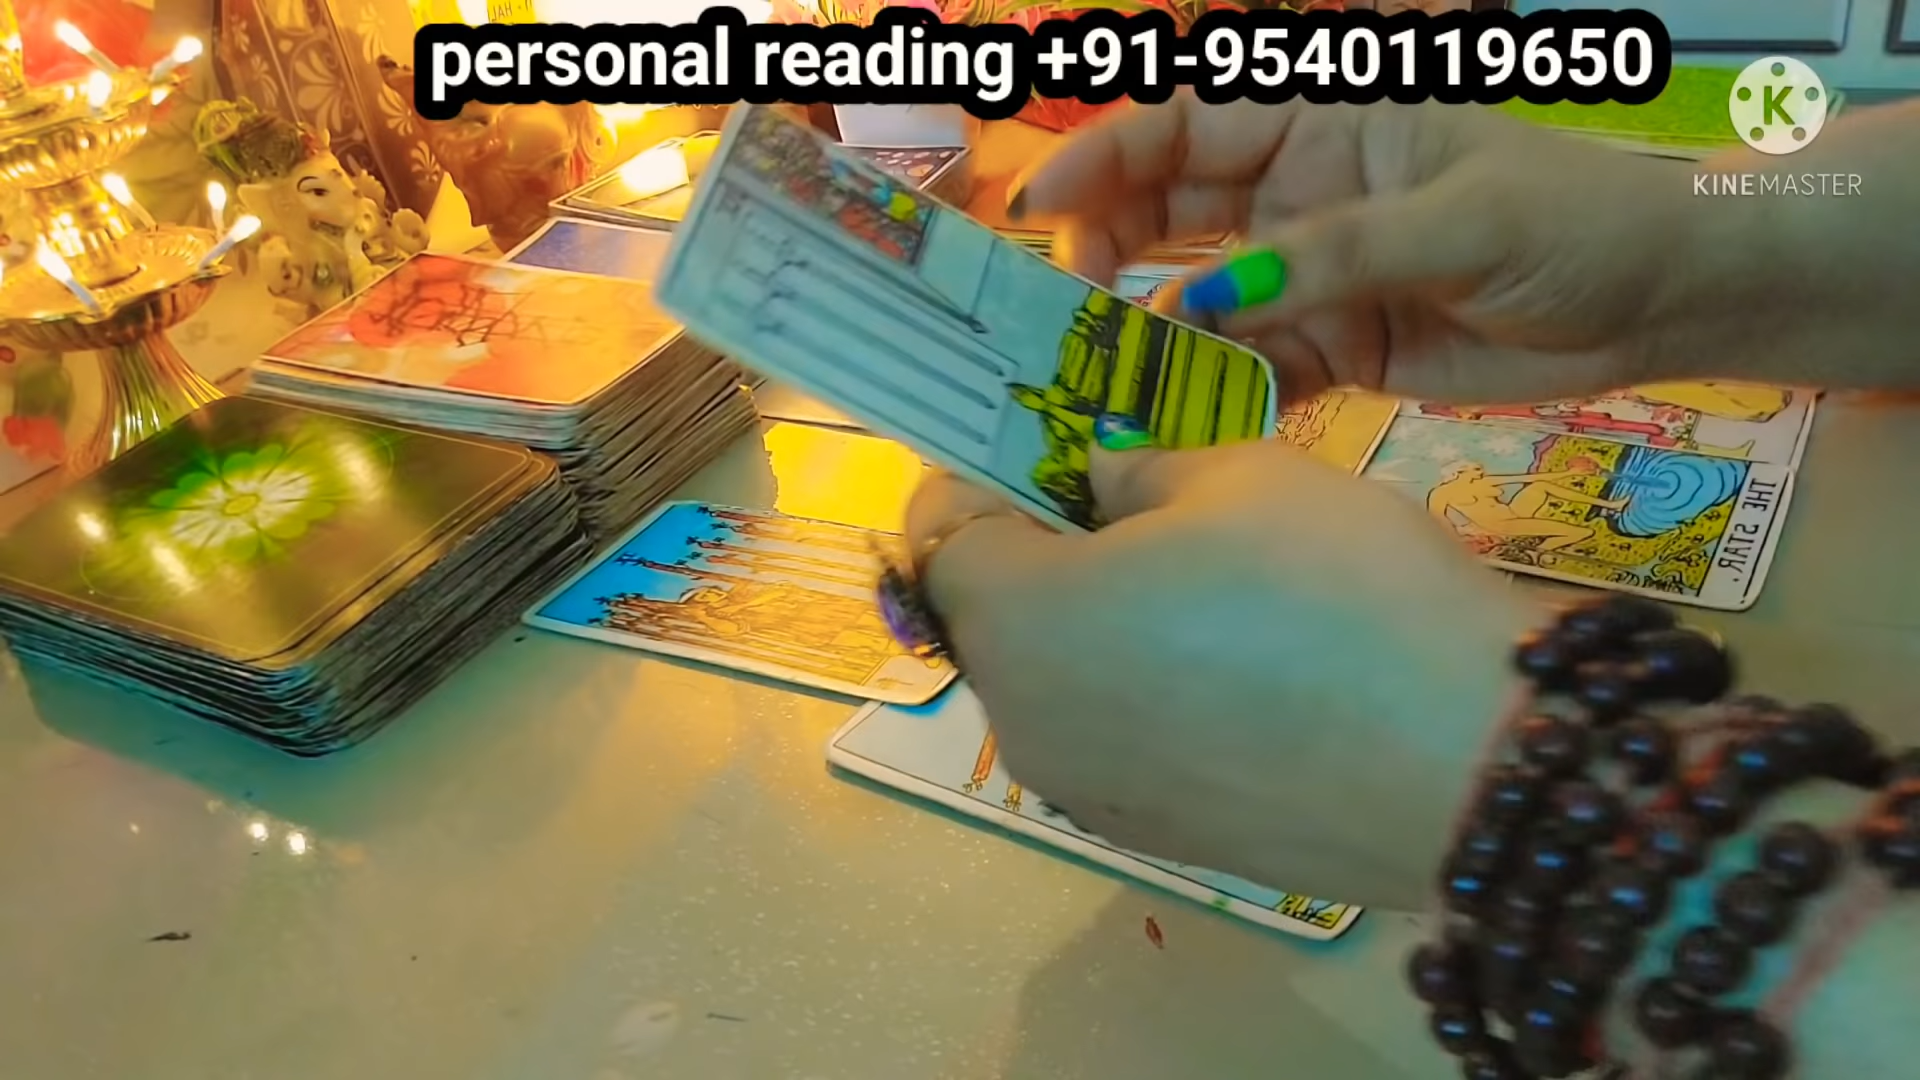 personal reading +91-9540119650
K
KINEMASTER
THE STAR.